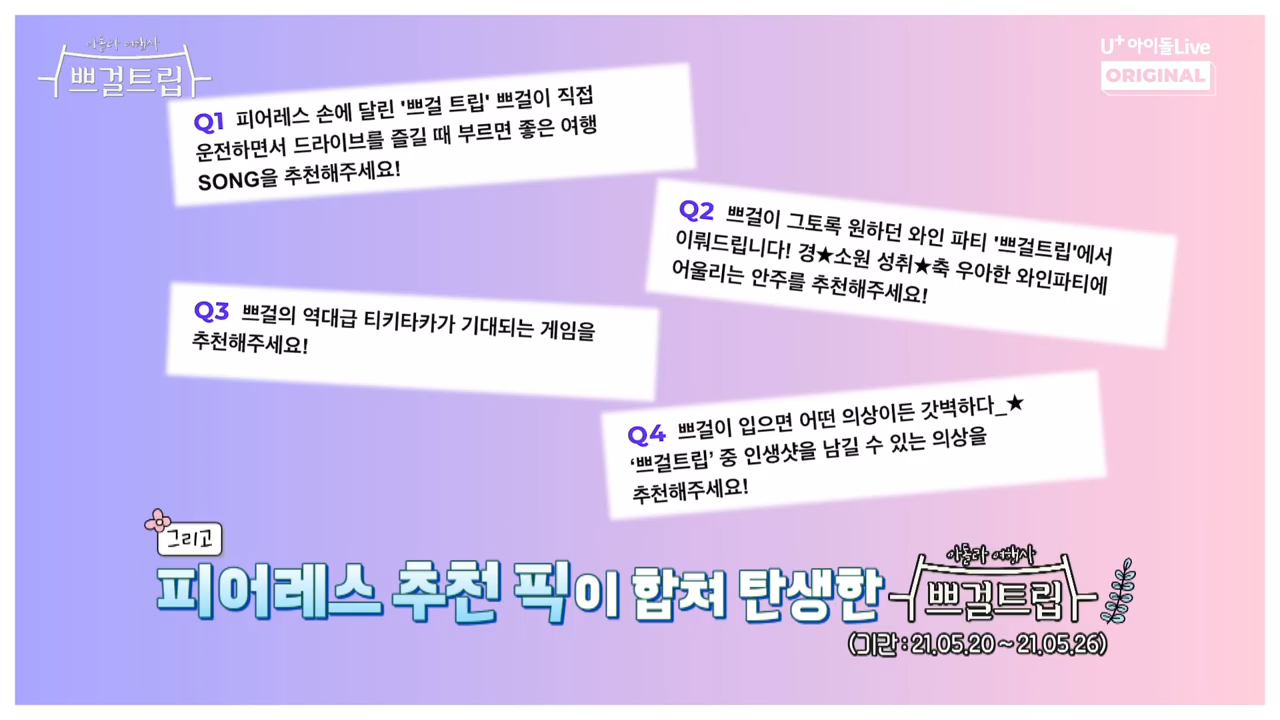 아돌라 여행사
쁘걸트립
U+아이돌Live
ORIGINAL
Q1 피어레스 손에 달린 '쁘걸 트립' 쁘걸이 직접
운전하면서 드라이브를 즐길 때 부르면 좋은 여행
SONG을 추천해주세요!
Q2 쁘걸이 그토록 원하던 와인 파티 '쁘걸트립'에서
이뤄드립니다! 경★소원 성취★축 우아한 와인파티에
어울리는 안주를 추천해주세요!
Q3 쁘걸의 역대급 티키타카가 기대되는 게임을
추천해주세요!
Q4 쁘걸이 입으면 어떤 의상이든 갓벽하다_★
‘쁘걸트립’ 중 인생샷을 남길 수 있는 의상을
추천해주세요!
그리고
피어레스 추천 픽이 합쳐 탄생한
아돌라 여행사
쁘걸트립
(기간 : 21.05.20 ~ 21.05.26)